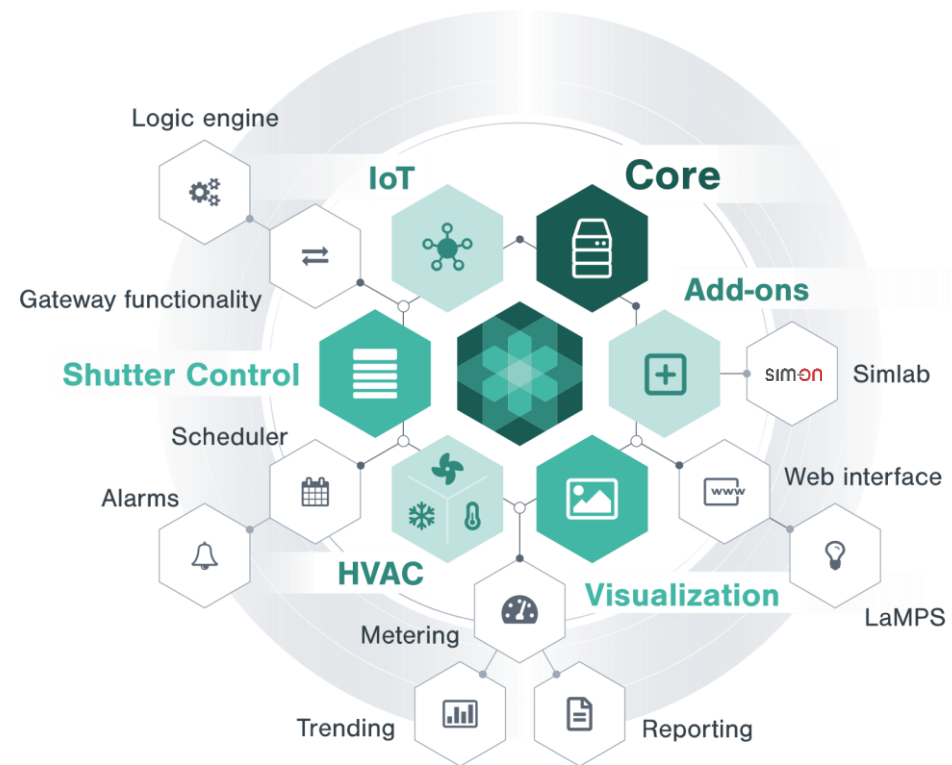 Logic engine
IoT
Core
Gateway functionality
Add-ons
Shutter Control
simon
Simlab
Scheduler
Alarms
www
Web interface
HVAC
Visualization
LaMPS
Metering
Trending
Reporting